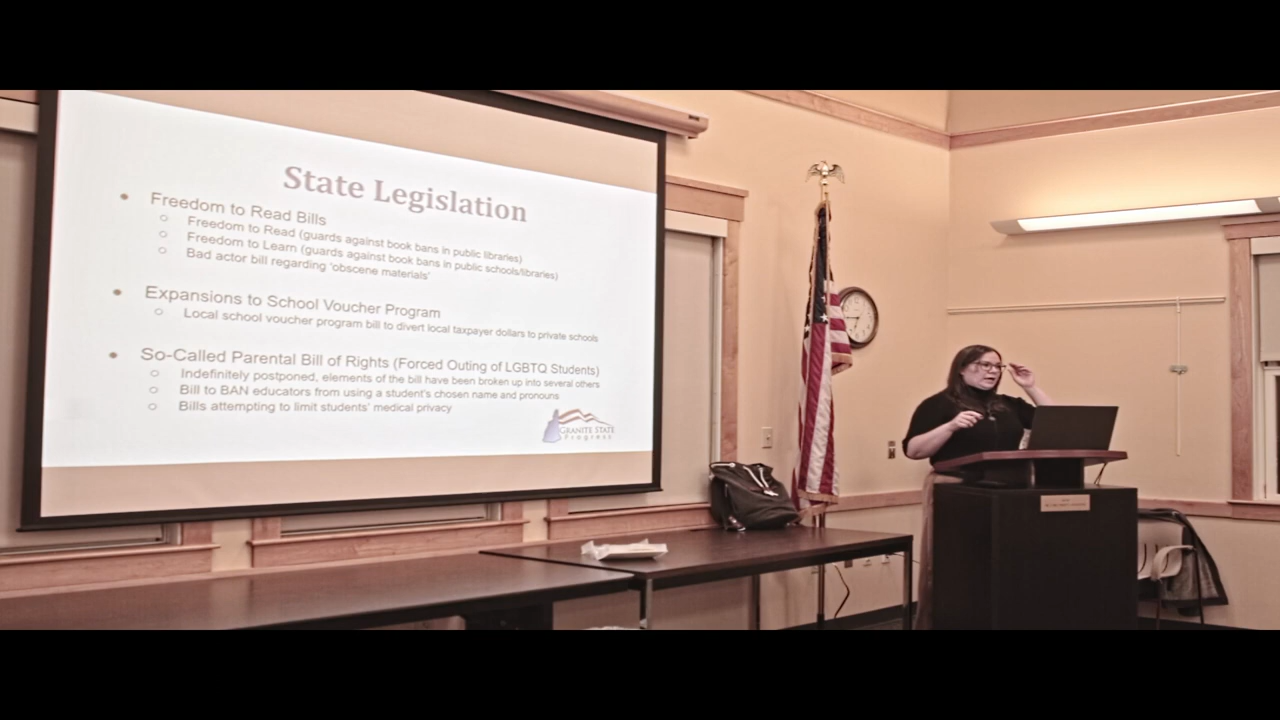 State Legislation
Freedom to Read Bills
Freedom to Read (guards against book bans in public libraries)
Freedom to Learn (guards against book bans in public schools/libraries)
Bad actor bill regarding 'obscene materials'
Expansions to School Voucher Program
Local school voucher program bill to divert local taxpayer dollars to private schools
So-Called Parental Bill of Rights (Forced Outing of LGBTQ Students)
Indefinitely postponed, elements of the bill have been broken up into several others
Bill to BAN educators from using a student's chosen name and pronouns
Bills attempting to limit students' medical privacy
GRANITE STATE
Progress